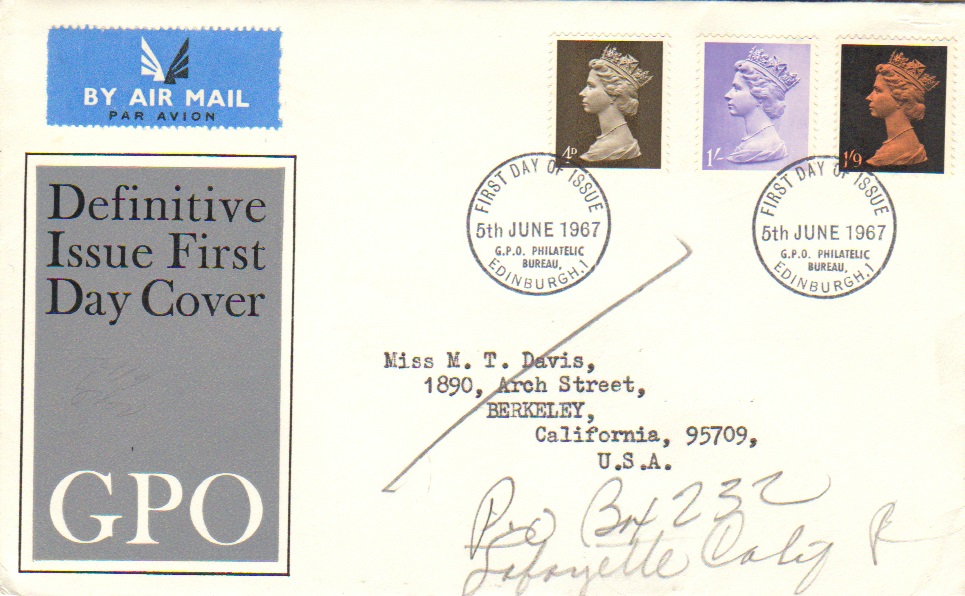 BY AIR MAIL
PAR AVION
4D
1/-
1/9
FIRST DAY OF ISSUE
5th JUNE 1967
G.P.O. PHILATELIC
BUREAU,
EDINBURGH.1
FIRST DAY OF ISSUE
5th JUNE 1967
G.P.O. PHILATELIC
BUREAU,
EDINBURGH.1
Definitive
Issue First
Day Cover
GPO
Miss M. T. Davis,
1890, Arch Street,
BERKELEY,
California, 95709,
U.S.A.
Box 232
Lafayette Calif